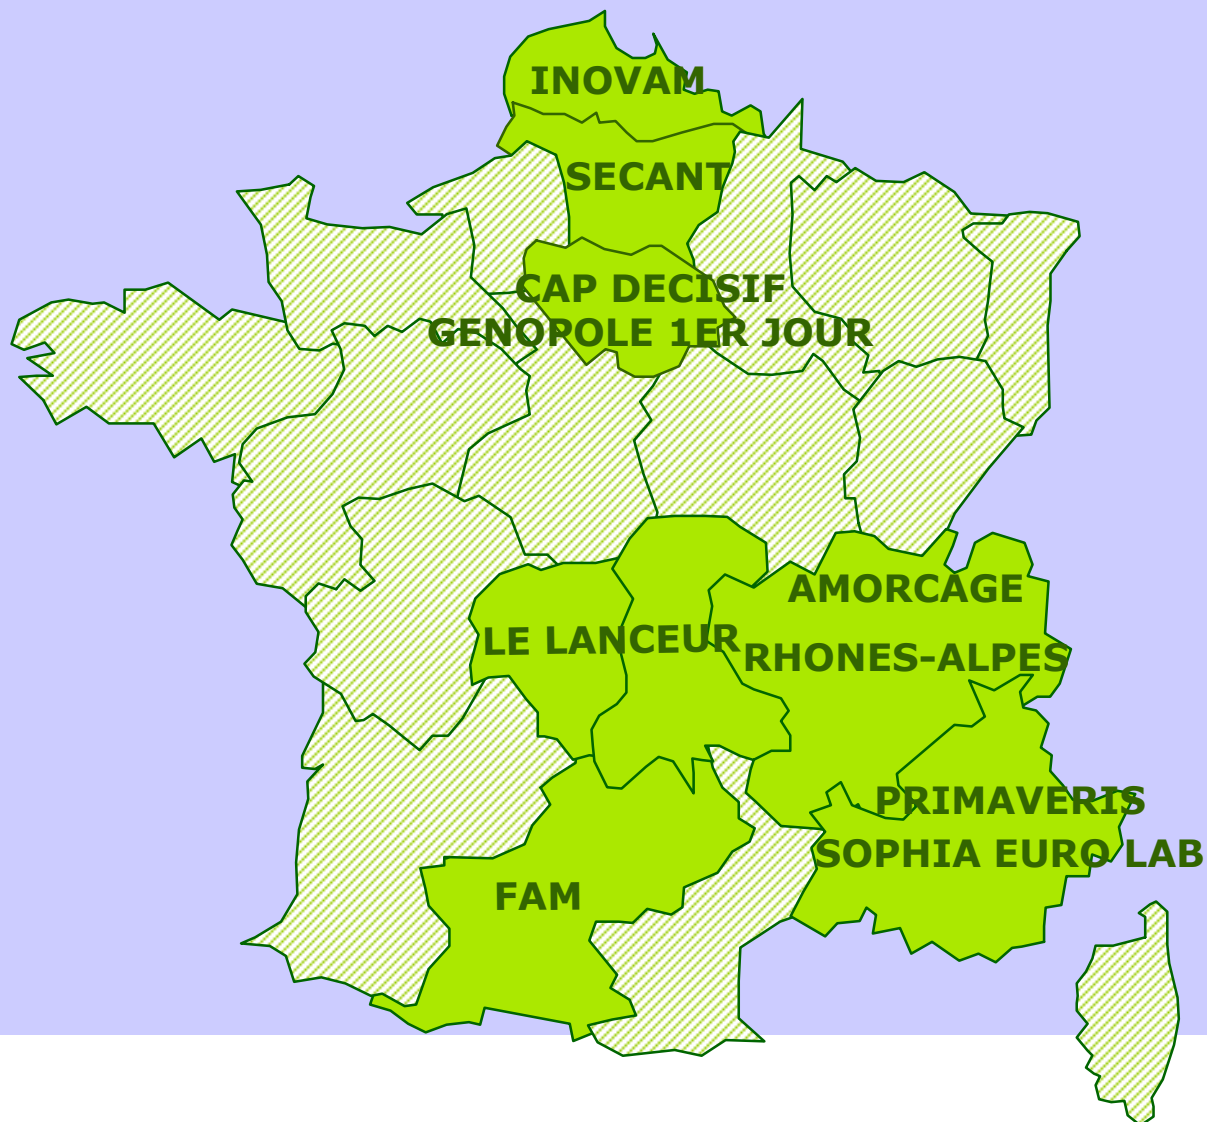 INOVAM
SECANT
CAP DECISIF
GENOPOLE 1ER JOUR
AMORCAGE
LE LANCEUR
RHONES-ALPES
PRIMAVERIS
SOPHIA EURO LAB
FAM